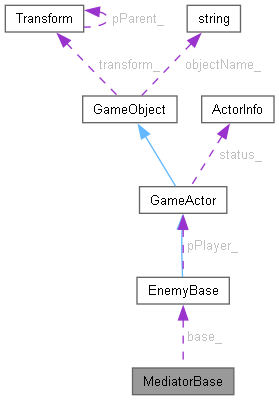 Transform
pParent_
string
transform_
objectName_
GameObject
ActorInfo
status_
GameActor
pPlayer_
EnemyBase
base_
MediatorBase